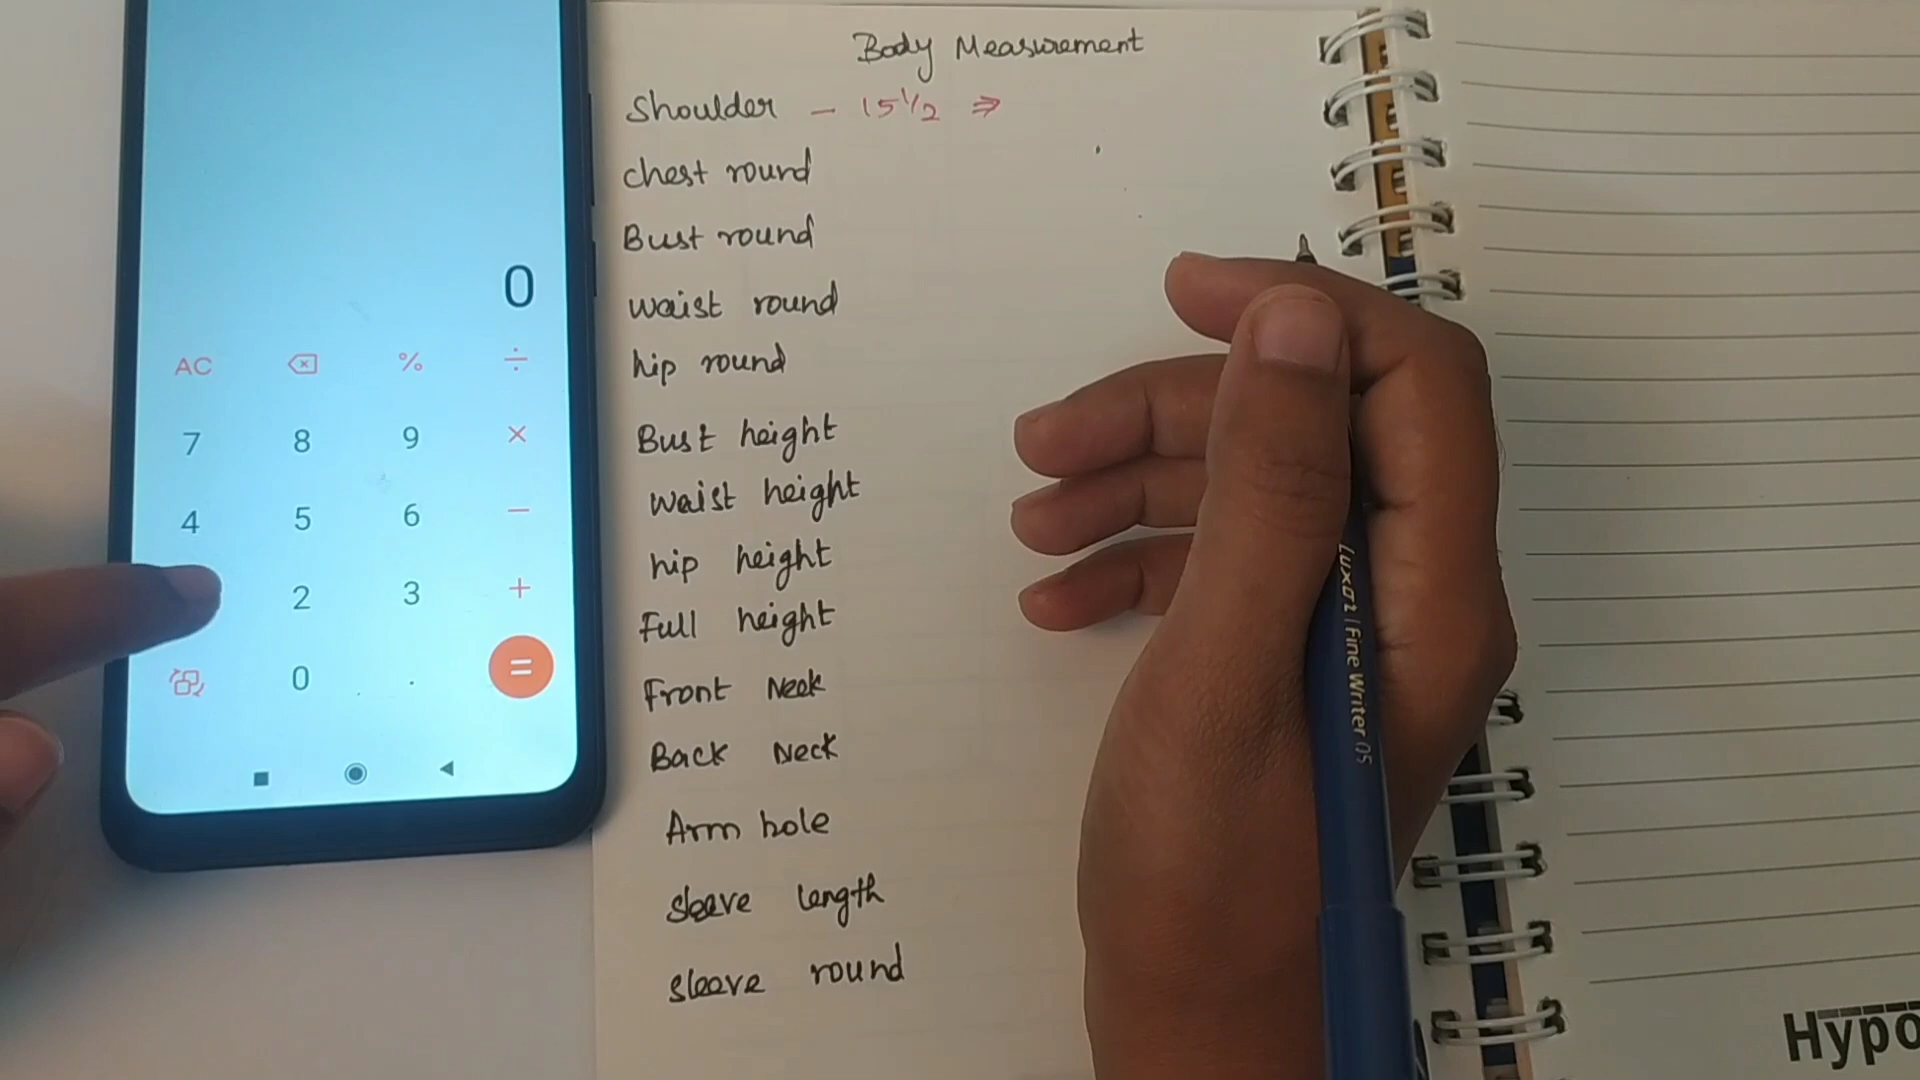 Body Measurement
Shoulder - 15 1/2 ⇒
chest round
Bust round
waist round
hip round
Bust height
waist height
hip height
Full height
Front Neck
Back Neck
Arm hole
sleeve length
sleeve round
0
AC % ÷
7 8 9 ×
4 5 6 −
2 3 +
0 . =
Luxor | Fine Writer 05
Hypo